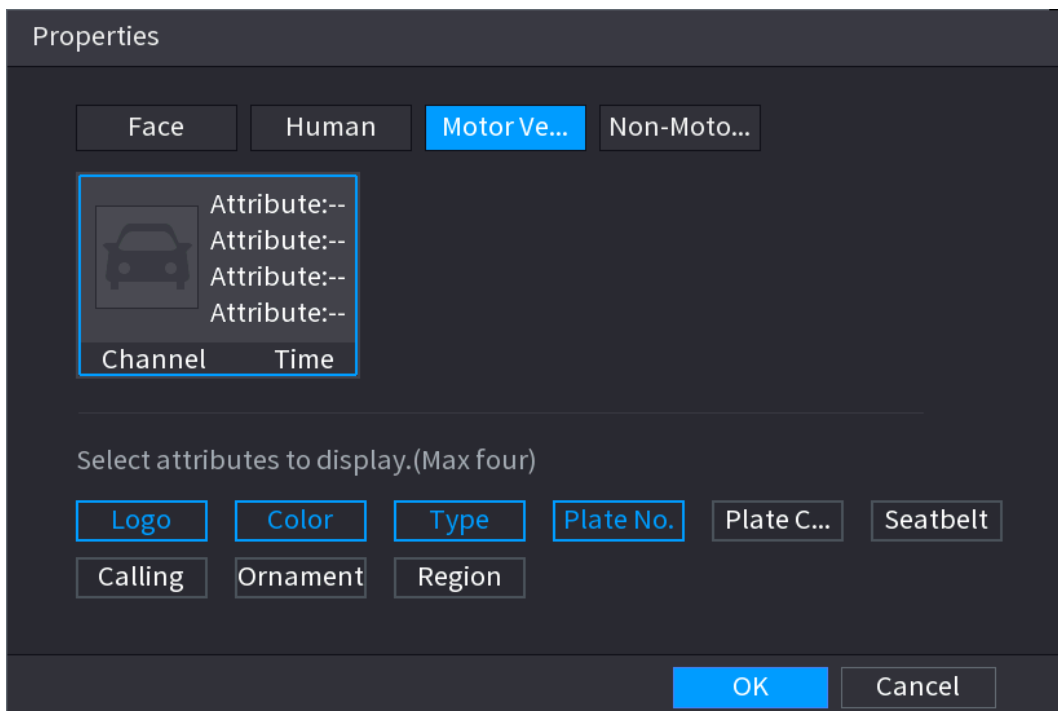 Properties
Face Human Motor Ve... Non-Moto...
Attribute:--
Attribute:--
Attribute:--
Attribute:--
Channel Time
Select attributes to display.(Max four)
Logo Color Type Plate No. Plate C... Seatbelt
Calling Ornament Region
OK Cancel